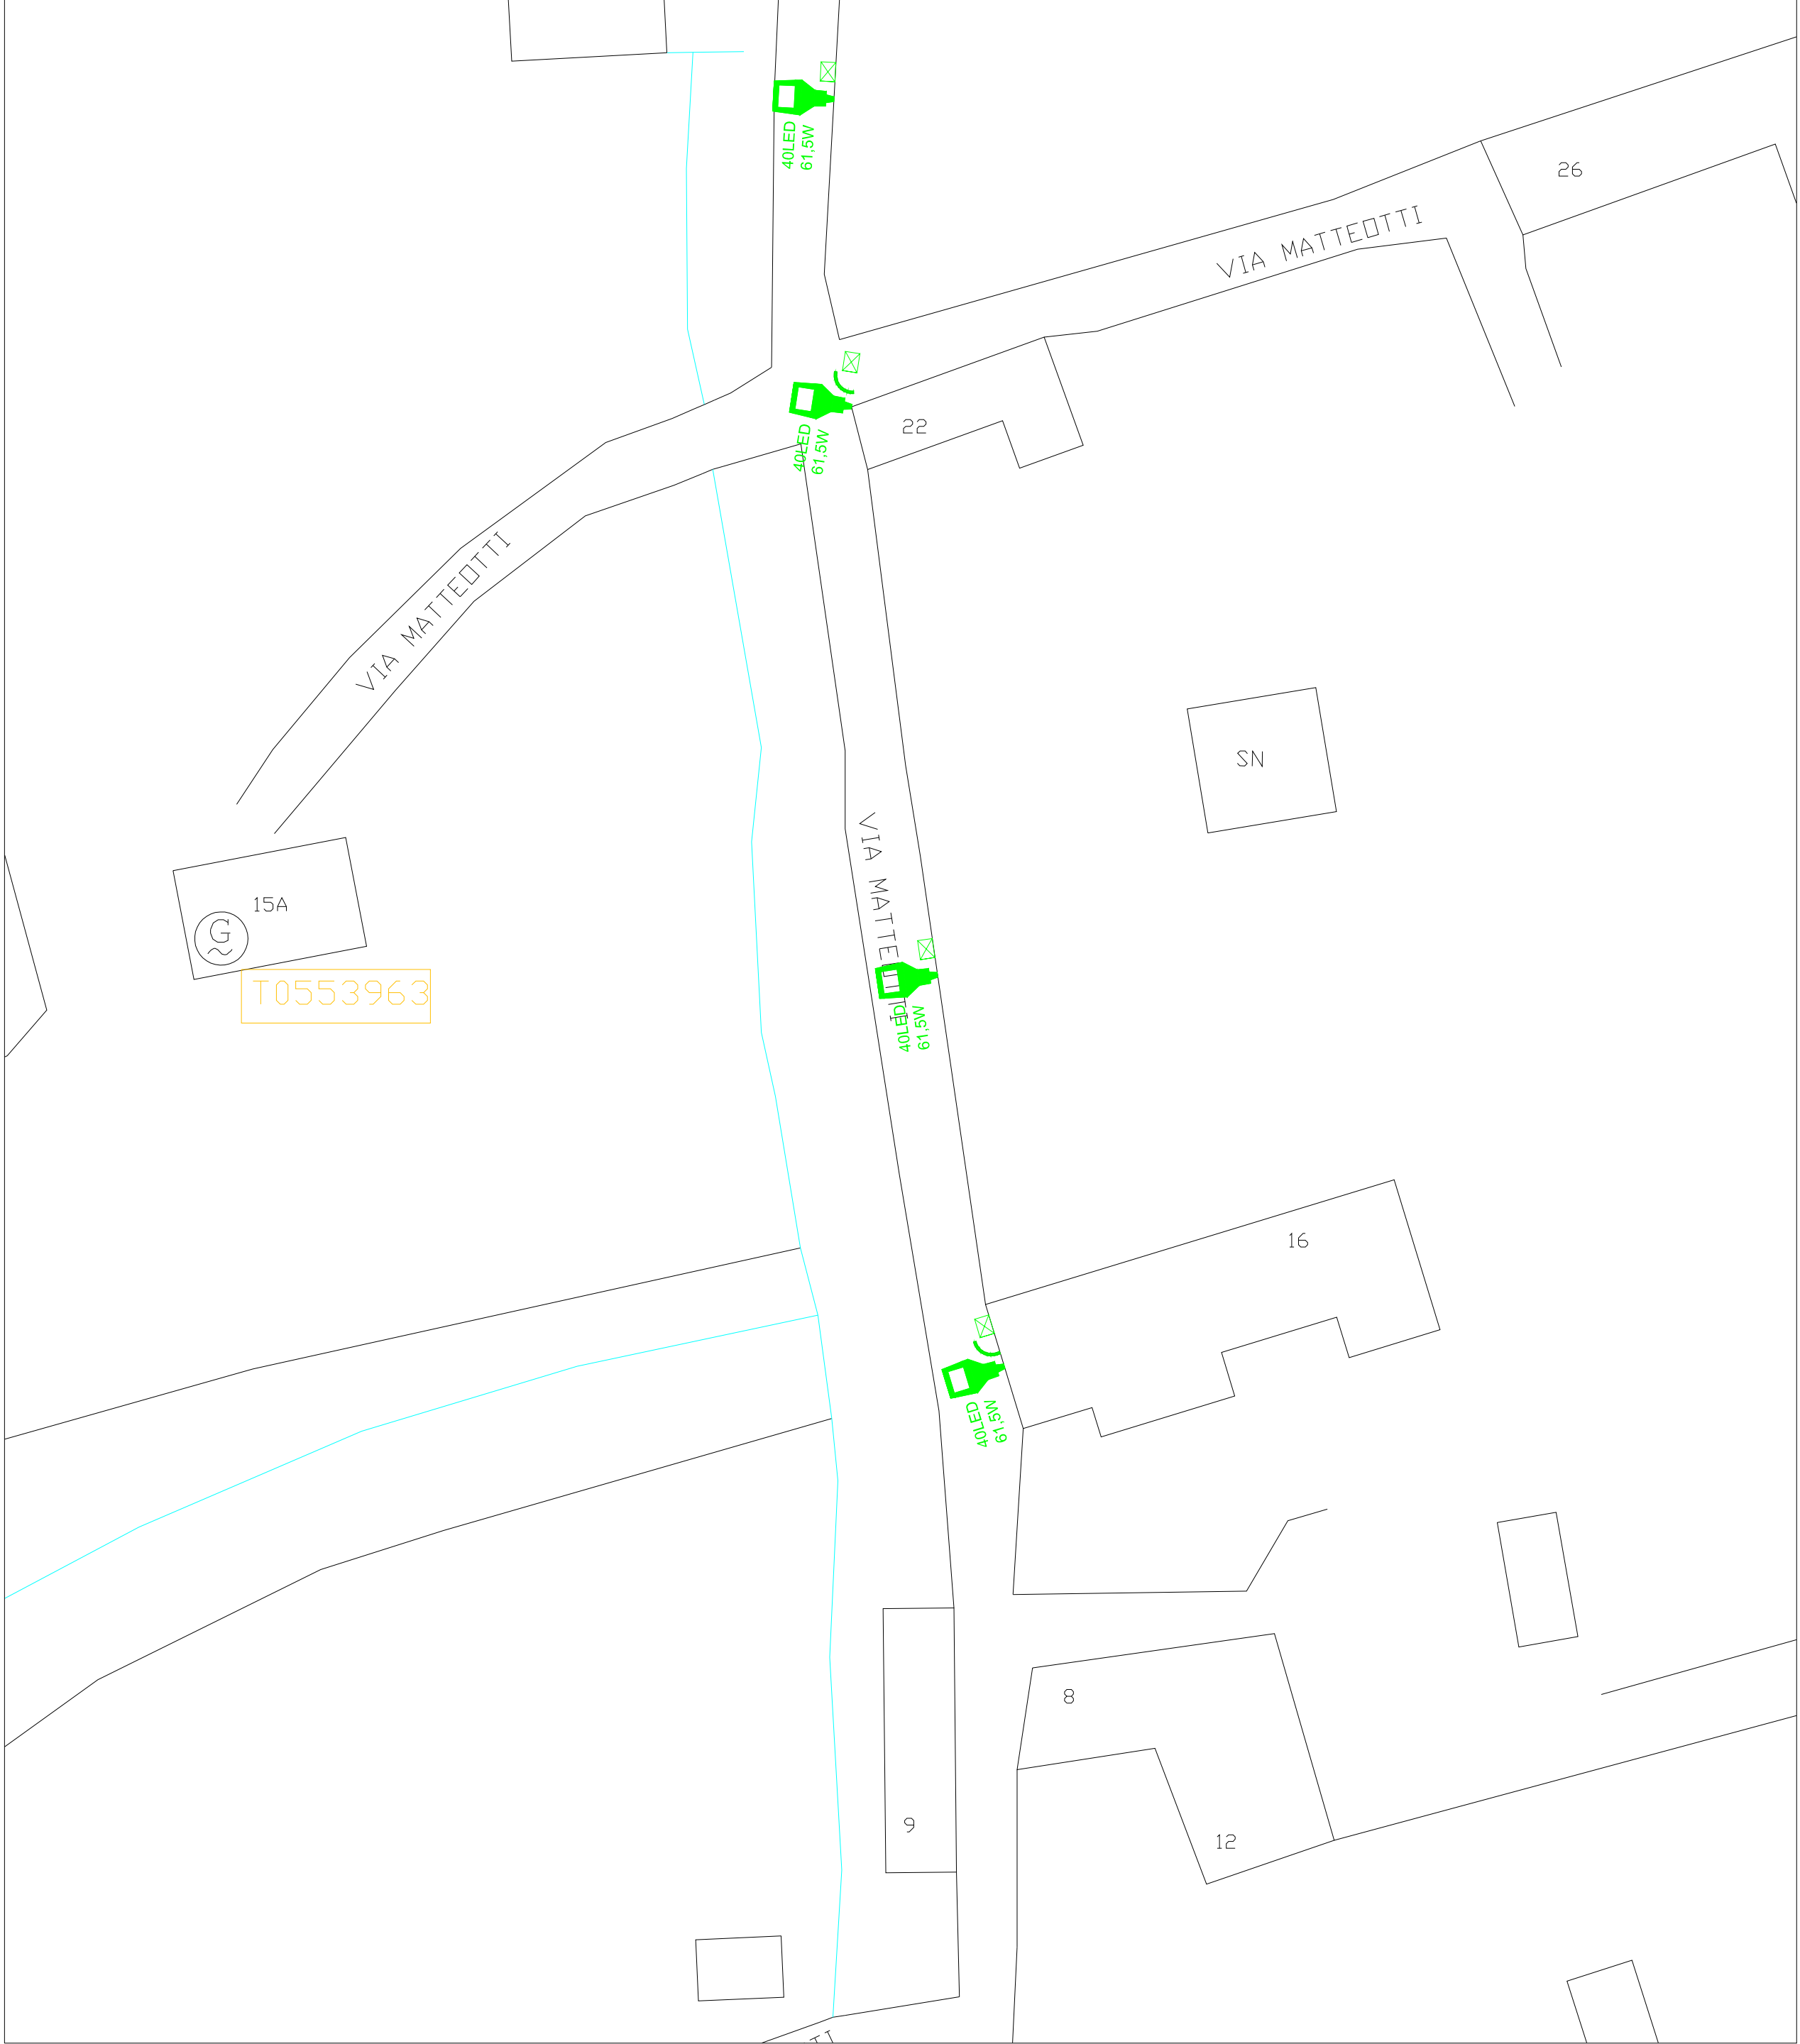 40LED
61,5W
26
VIA MATTEOTTI
22
40LED
61,5W
VIA MATTEOTTI
SN
VIA MATTEOTTI
15A
G
T0553963
40LED
61,5W
16
40LED
61,5W
8
9
12